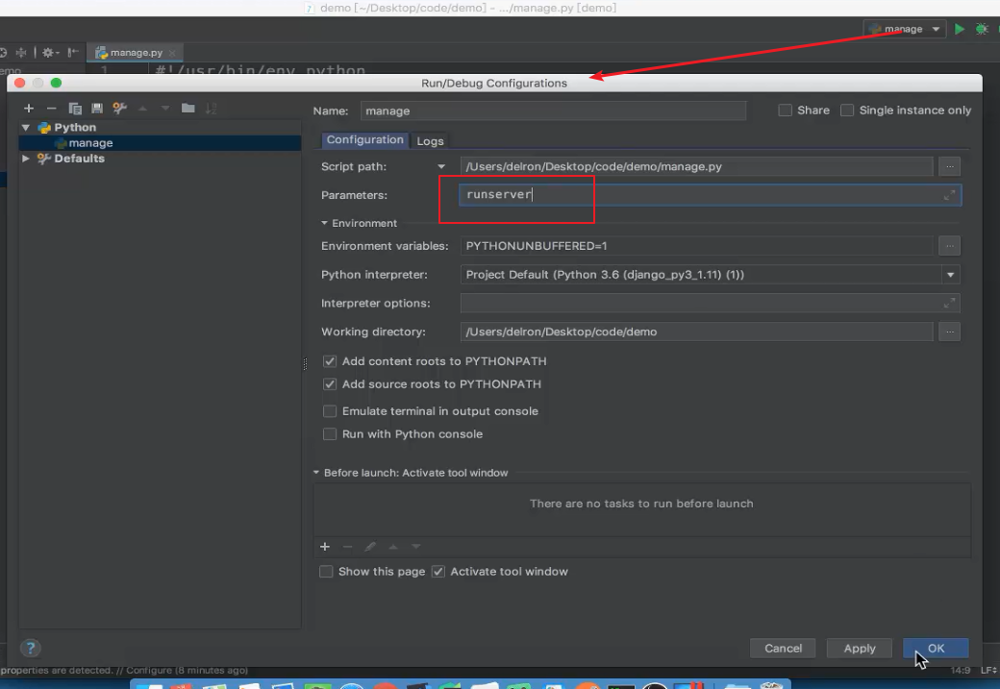 demo [~/Desktop/code/demo] - .../manage.py [demo]
manage
manage.py
1 #!/usr/bin/env python
Run/Debug Configurations
Name: manage
Share
Single instance only
Python
manage
Defaults
Configuration
Logs
Script path: /Users/delron/Desktop/code/demo/manage.py
Parameters: runserver
Environment
Environment variables: PYTHONUNBUFFERED=1
Python interpreter: Project Default (Python 3.6 (django_py3_1.11) (1))
Interpreter options:
Working directory: /Users/delron/Desktop/code/demo
Add content roots to PYTHONPATH
Add source roots to PYTHONPATH
Emulate terminal in output console
Run with Python console
Before launch: Activate tool window
There are no tasks to run before launch
Show this page
Activate tool window
Cancel
Apply
OK
properties are detected. // Configure (8 minutes ago)
14:9 LF